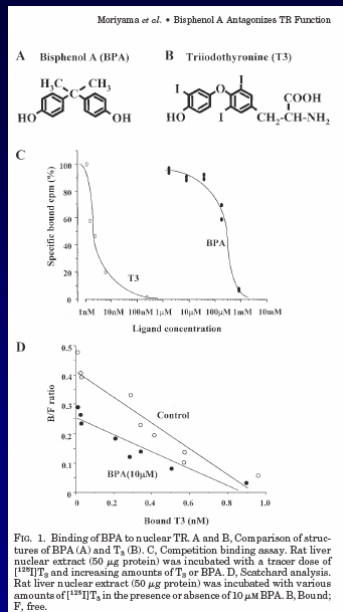 Moriyama et al. • Bisphenol A Antagonizes TR Function
A Bisphenol A (BPA)
B Triiodothyronine (T3)
H3C CH3
C
HO OH
I O I
HO I
COOH
CH2-CH-NH2
C
Specific bound cpm (%)
100
80
60
40
20
0
T3
BPA
1nM 10nM 100nM 1μM 10μM 100μM 1mM 10mM
Ligand concentration
D
B/F ratio
0.5
0.4
0.3
0.2
0.1
0
Control
BPA(10μM)
0 0.2 0.4 0.6 0.8 1.0
Bound T3 (nM)
FIG. 1. Binding of BPA to nuclear TR. A and B, Comparison of struc-
tures of BPA (A) and T3 (B). C, Competition binding assay. Rat liver
nuclear extract (50 μg protein) was incubated with a tracer dose of
[125I]T3 and increasing amounts of T3 or BPA. D, Scatchard analysis.
Rat liver nuclear extract (50 μg protein) was incubated with various
amounts of [125I]T3 in the presence or absence of 10 μM BPA. B, Bound;
F, free.